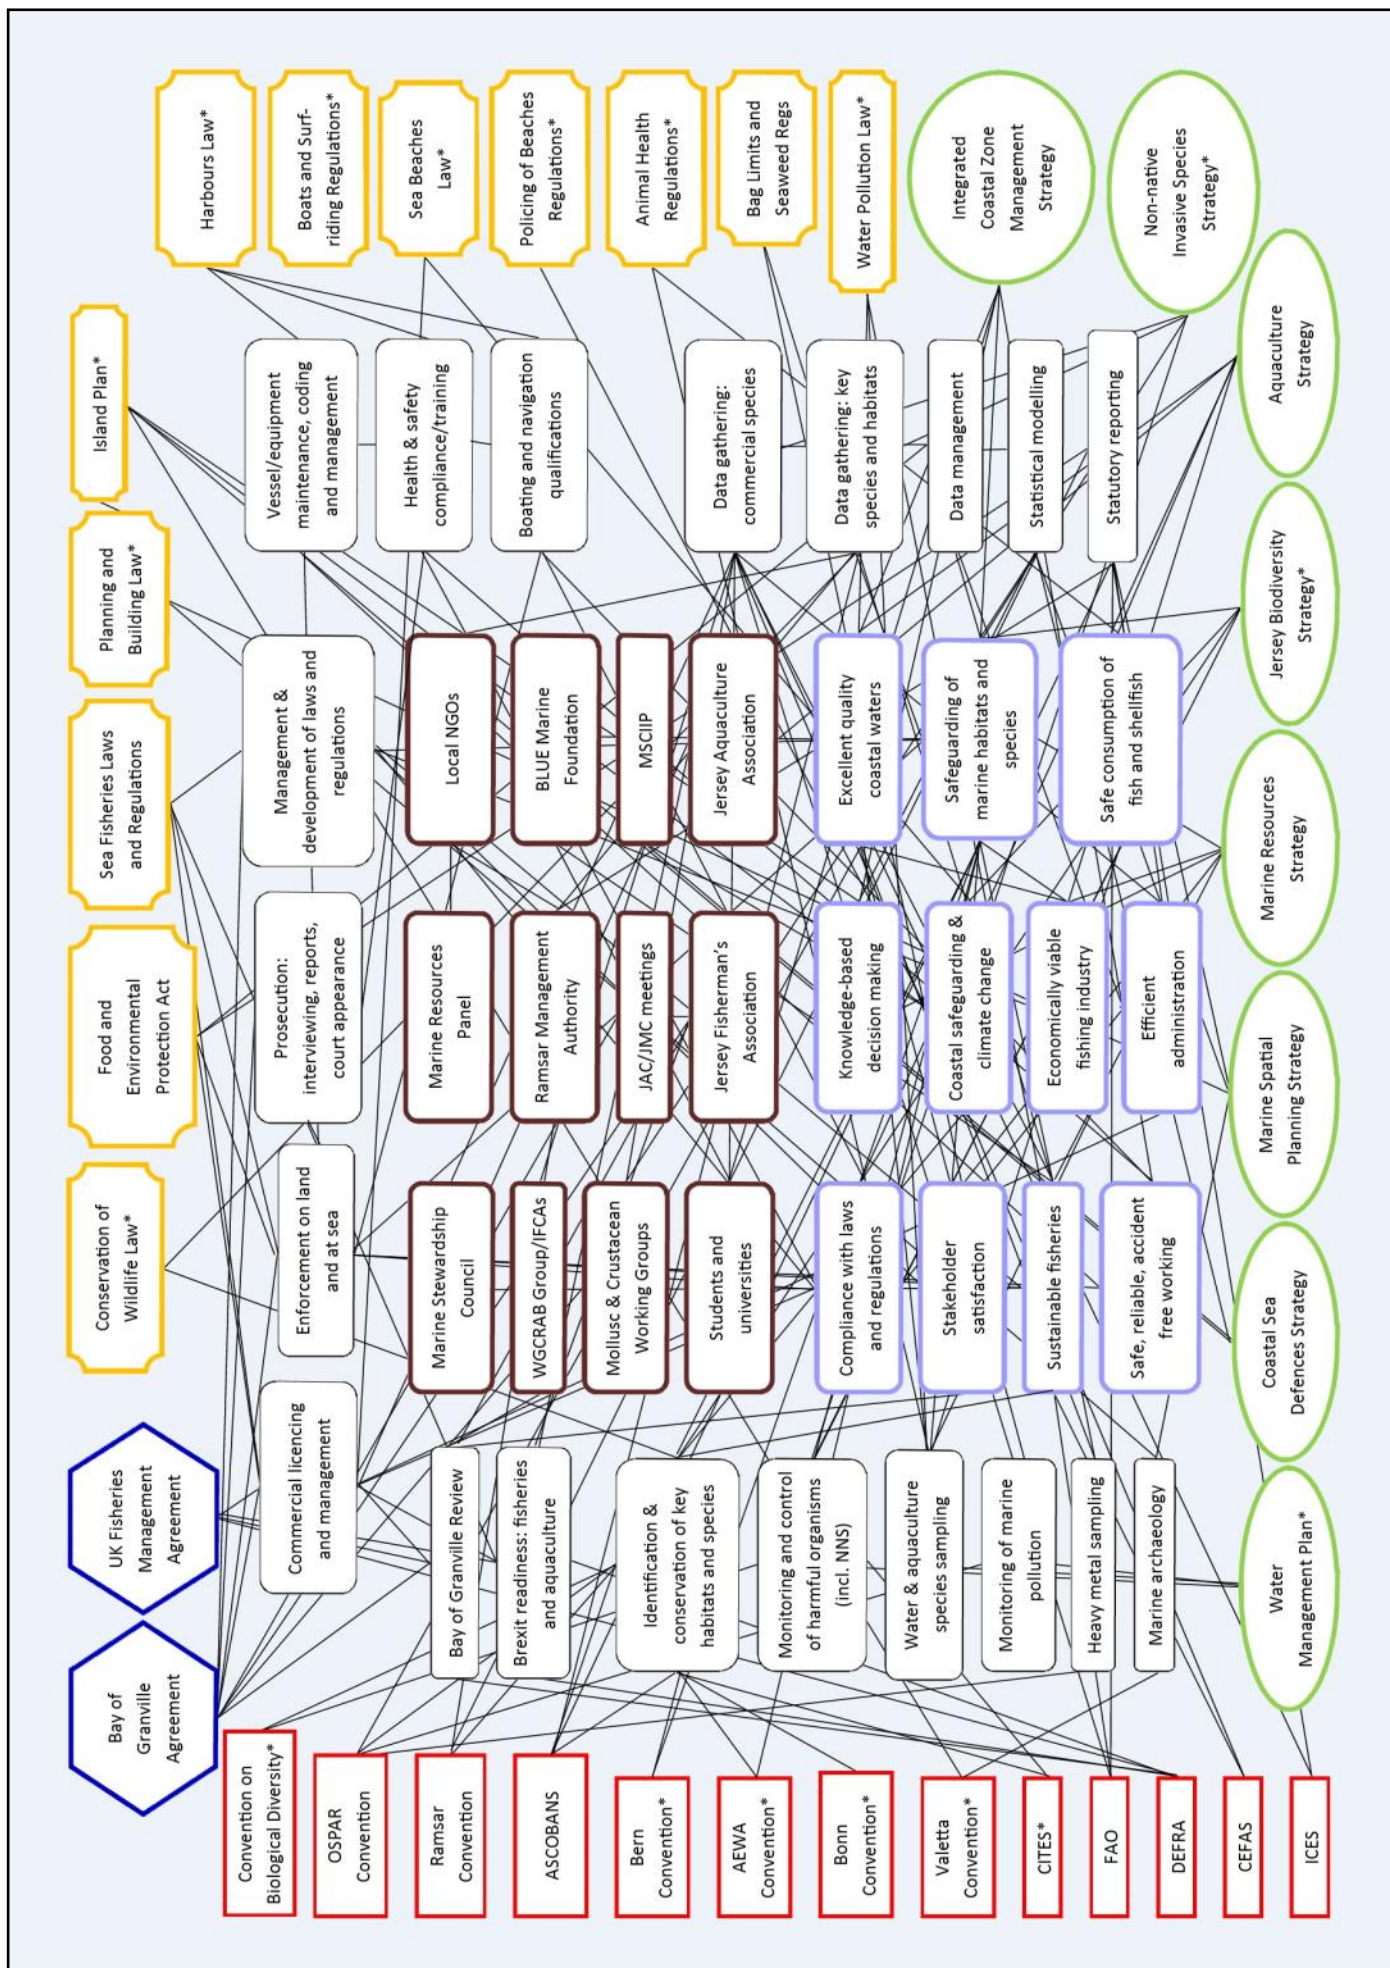 Bay of
Granville
Agreement
UK Fisheries
Management
Agreement
Conservation of
Wildlife Law*
Food and
Environmental
Protection Act
Sea Fisheries Laws
and Regulations
Planning and
Building Law*
Island Plan*
Convention on
Biological Diversity*
OSPAR
Convention
Ramsar
Convention
ASCOBANS
Bern
Convention*
AEWA
Convention*
Bonn
Convention*
Valetta
Convention*
CITES*
FAO
DEFRA
CEFAS
ICES
Commercial licencing
and management
Enforcement on land
and at sea
Prosecution:
interviewing, reports,
court appearance
Management &
development of laws and
regulations
Vessel/equipment
maintenance, coding
and management
Health & safety
compliance/training
Boating and navigation
qualifications
Bay of Granville Review
Brexit readiness: fisheries
and aquaculture
Identification &
conservation of key
habitats and species
Monitoring and control
of harmful organisms
(incl. NNS)
Water & aquaculture
species sampling
Monitoring of marine
pollution
Heavy metal sampling
Marine archaeology
Marine Stewardship
Council
WGCRAB Group/IFCAs
Mollusc & Crustacean
Working Groups
Students and
universities
Marine Resources
Panel
Ramsar Management
Authority
JAC/JMC meetings
Jersey Fisherman's
Association
Local NGOs
BLUE Marine
Foundation
MSCIIP
Jersey Aquaculture
Association
Compliance with laws
and regulations
Stakeholder
satisfaction
Sustainable fisheries
Safe, reliable, accident
free working
Knowledge-based
decision making
Coastal safeguarding &
climate change
Economically viable
fishing industry
Efficient
administration
Excellent quality
coastal waters
Safeguarding of
marine habitats and
species
Safe consumption of
fish and shellfish
Data gathering:
commercial species
Data gathering: key
species and habitats
Data management
Statistical modelling
Statutory reporting
Harbours Law*
Boats and Surf-
riding Regulations*
Sea Beaches
Law*
Policing of Beaches
Regulations*
Animal Health
Regulations*
Bag Limits and
Seaweed Regs
Water Pollution Law*
Integrated
Coastal Zone
Management
Strategy
Non-native
Invasive Species
Strategy*
Water
Management Plan*
Coastal Sea
Defences Strategy
Marine Spatial
Planning Strategy
Marine Resources
Strategy
Jersey Biodiversity
Strategy*
Aquaculture
Strategy